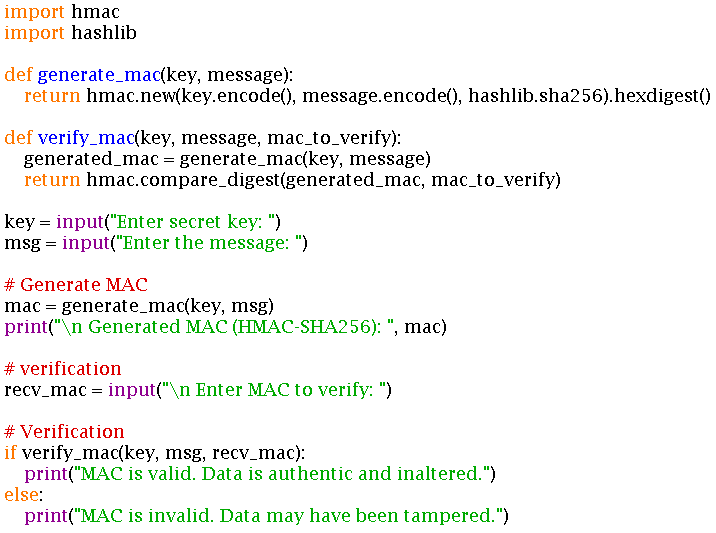 import hmac
import hashlib

def generate_mac(key, message):
    return hmac.new(key.encode(), message.encode(), hashlib.sha256).hexdigest()

def verify_mac(key, message, mac_to_verify):
    generated_mac = generate_mac(key, message)
    return hmac.compare_digest(generated_mac, mac_to_verify)

key = input("Enter secret key: ")
msg = input("Enter the message: ")

# Generate MAC
mac = generate_mac(key, msg)
print("\n Generated MAC (HMAC-SHA256): ", mac)

# verification
recv_mac = input("\n Enter MAC to verify: ")

# Verification
if verify_mac(key, msg, recv_mac):
    print("MAC is valid. Data is authentic and inaltered.")
else:
    print("MAC is invalid. Data may have been tampered.")